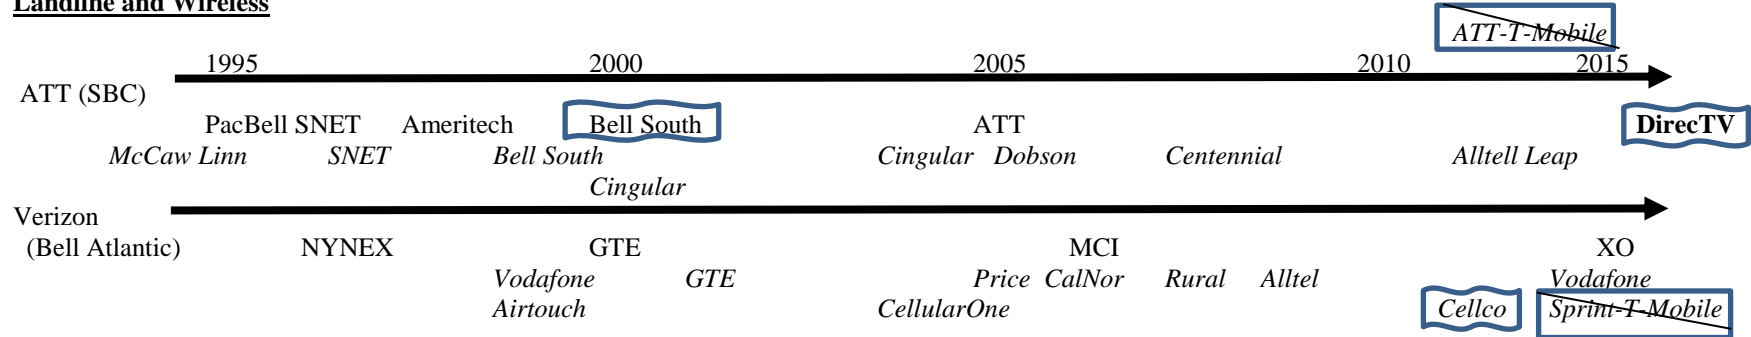 Landline and Wireless
ATT-T-Mobile
1995 2000 2005 2010 2015
ATT (SBC)
PacBell SNET Ameritech Bell South ATT DirecTV
McCaw Linn SNET Bell South Cingular Dobson Centennial Alltell Leap
Cingular
Verizon
(Bell Atlantic) NYNEX GTE MCI XO
Vodafone GTE Price CalNor Rural Alltel Vodafone
Airtouch CellularOne Cellco Sprint-T-Mobile